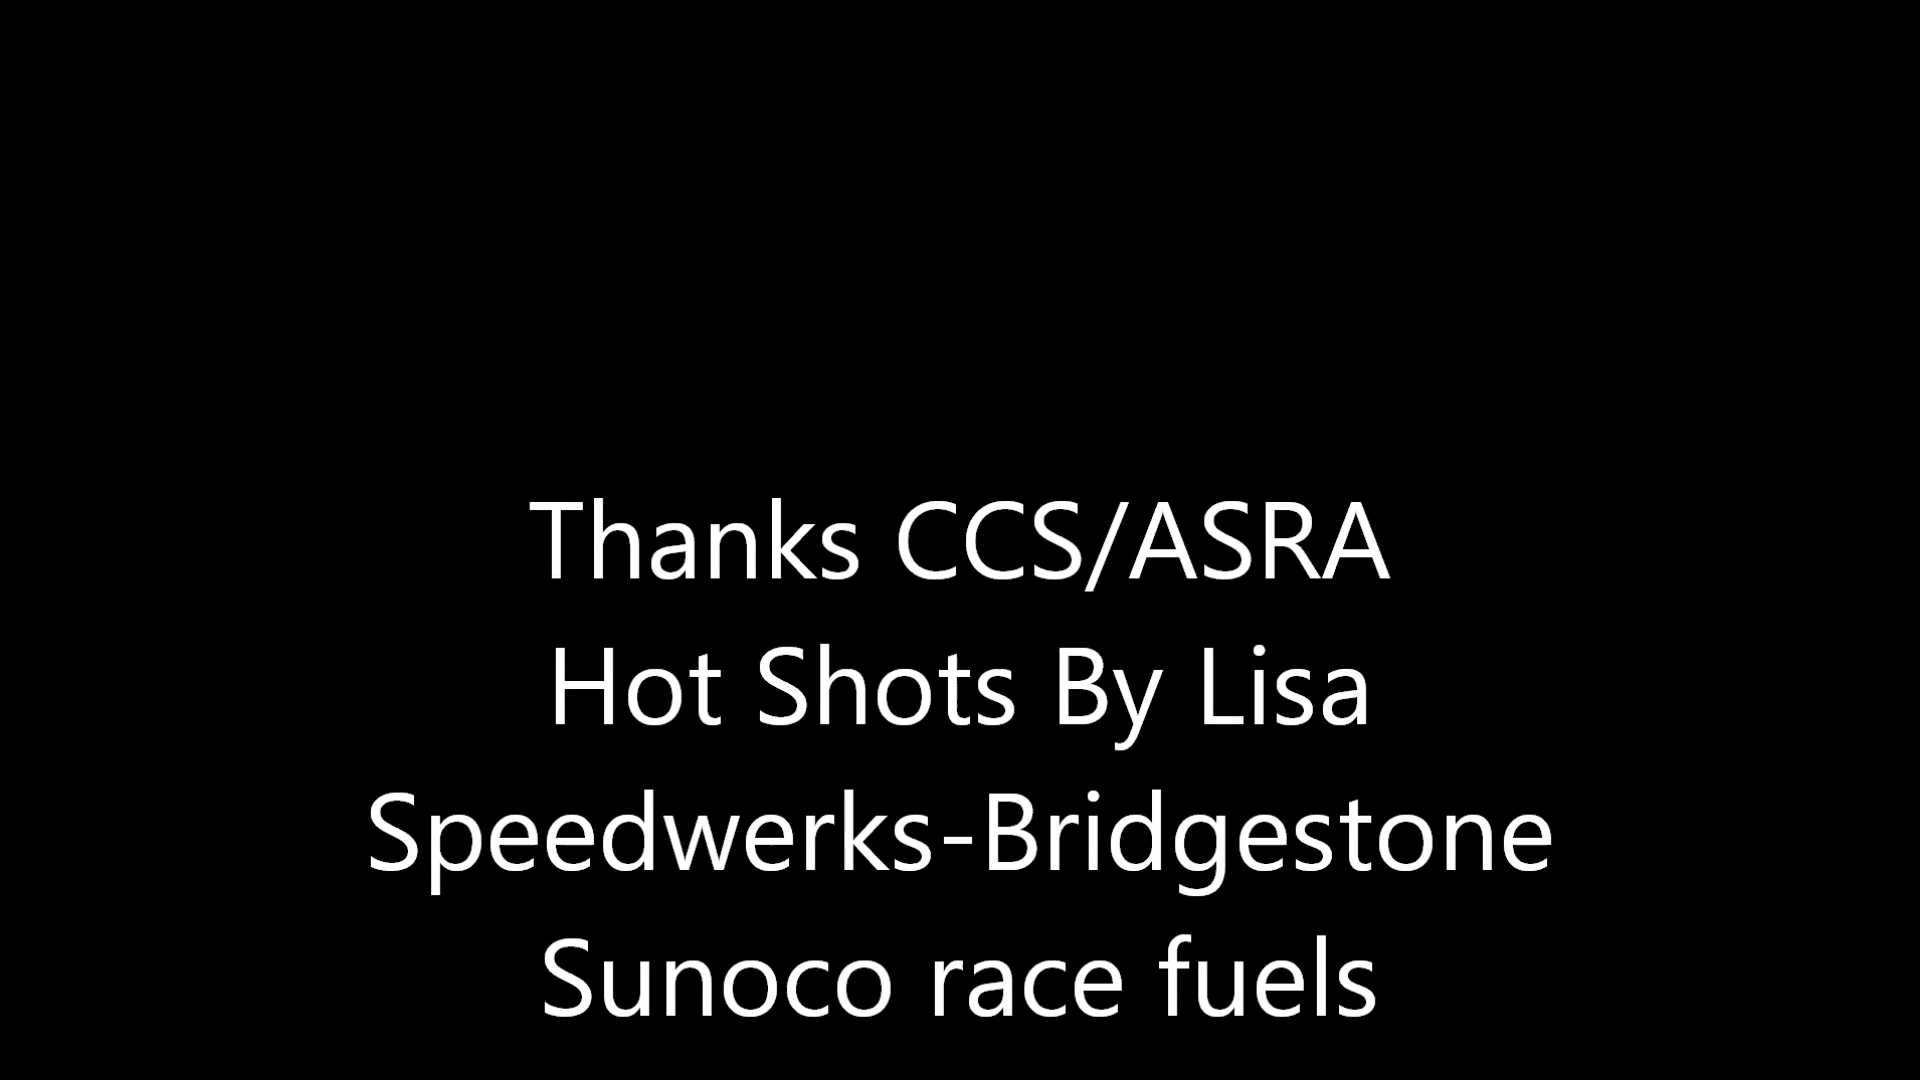 Thanks CCS/ASRA
Hot Shots By Lisa
Speedwerks-Bridgestone
Sunoco race fuels